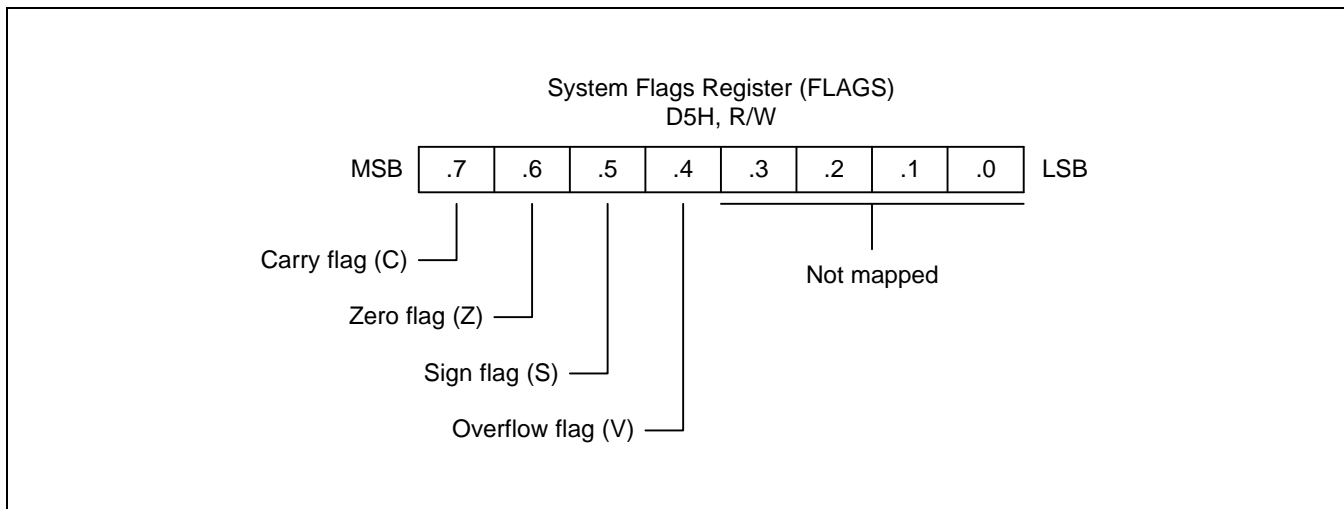 System Flags Register (FLAGS)
D5H, R/W
MSB .7 .6 .5 .4 .3 .2 .1 .0 LSB
Carry flag (C)
Not mapped
Zero flag (Z)
Sign flag (S)
Overflow flag (V)